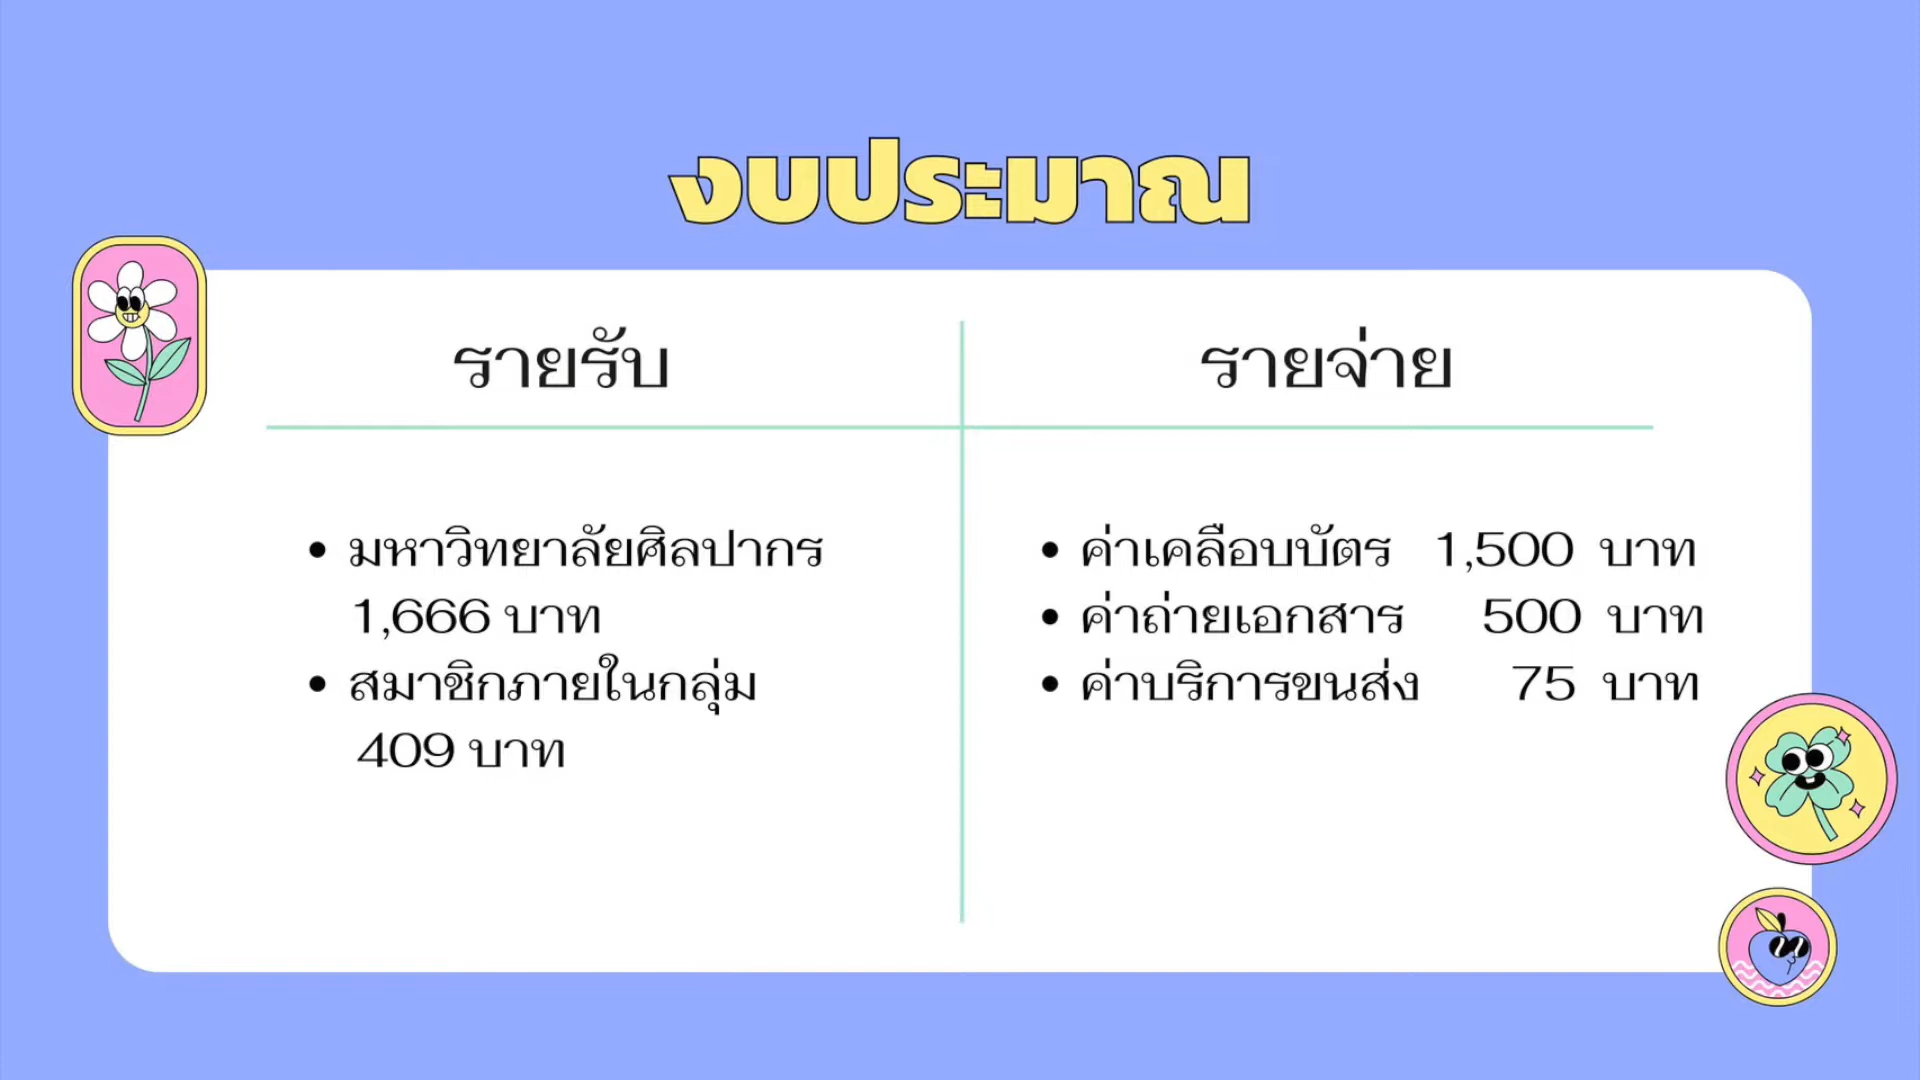 งบประมาณ
รายรับ
รายจ่าย
• มหาวิทยาลัยศิลปากร
1,666 บาท
• สมาชิกภายในกลุ่ม
409 บาท
• ค่าเคลือบบัตร 1,500 บาท
• ค่าถ่ายเอกสาร 500 บาท
• ค่าบริการขนส่ง 75 บาท